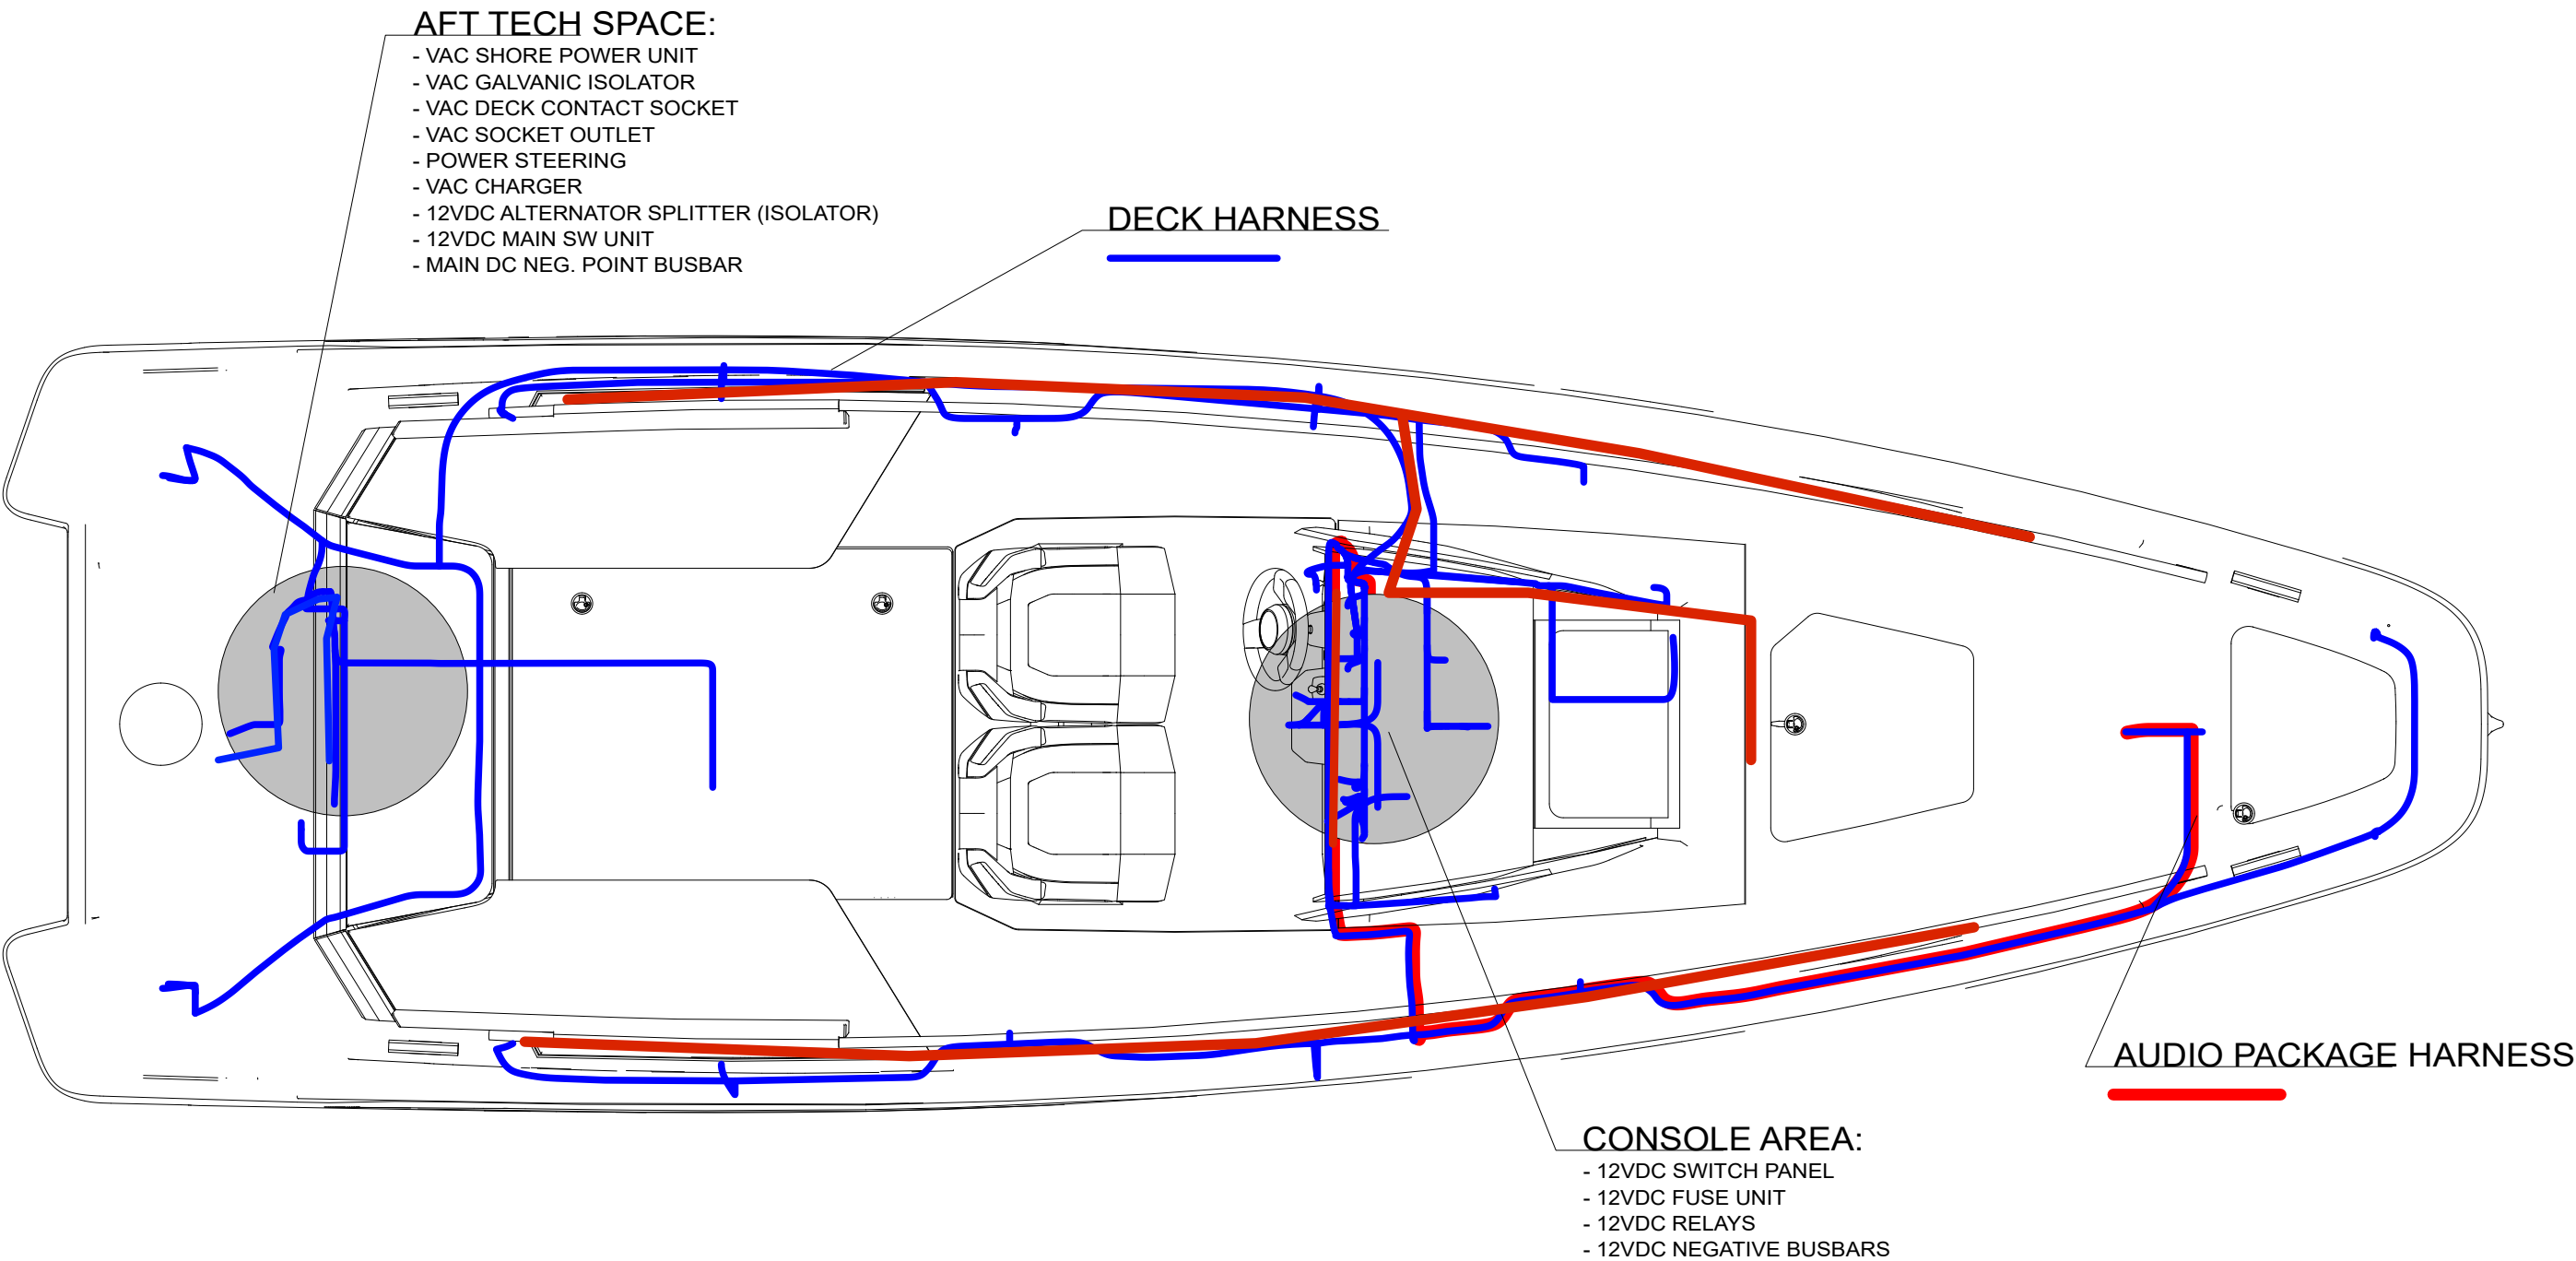 AFT TECH SPACE:
- VAC SHORE POWER UNIT
- VAC GALVANIC ISOLATOR
- VAC DECK CONTACT SOCKET
- VAC SOCKET OUTLET
- POWER STEERING
- VAC CHARGER
- 12VDC ALTERNATOR SPLITTER (ISOLATOR)
- 12VDC MAIN SW UNIT
- MAIN DC NEG. POINT BUSBAR
DECK HARNESS
AUDIO PACKAGE HARNESS
CONSOLE AREA:
- 12VDC SWITCH PANEL
- 12VDC FUSE UNIT
- 12VDC RELAYS
- 12VDC NEGATIVE BUSBARS